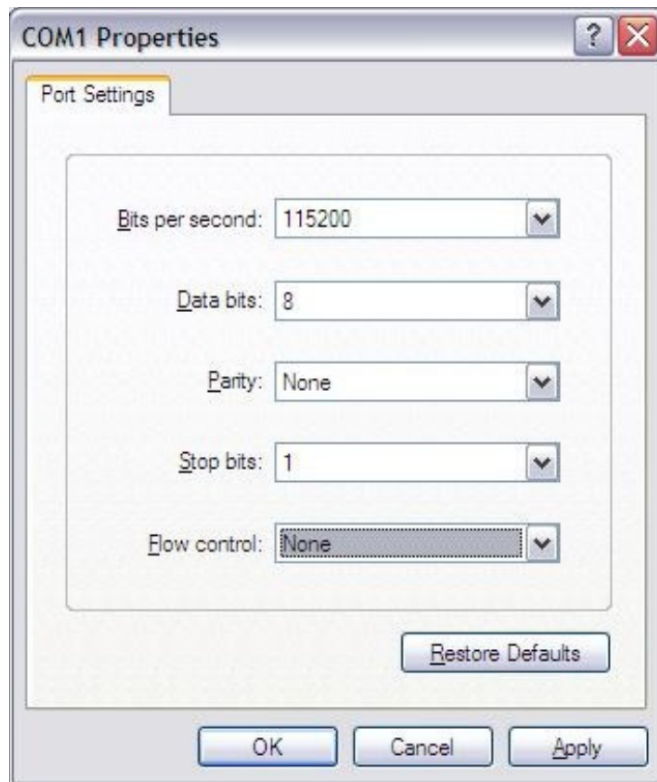 COM1 Properties
Port Settings
Bits per second: 115200
Data bits: 8
Parity: None
Stop bits: 1
Flow control: None
Restore Defaults
OK Cancel Apply